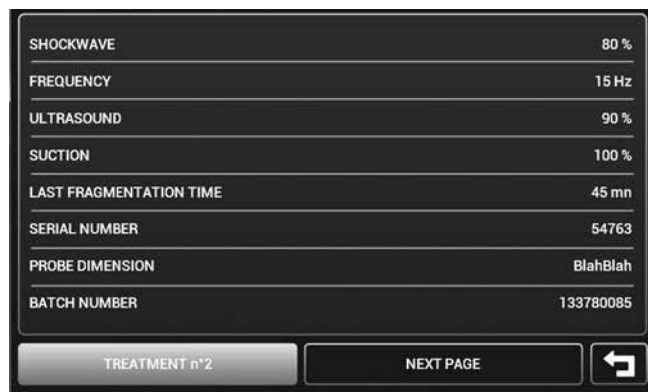 SHOCKWAVE 80 %
FREQUENCY 15 Hz
ULTRASOUND 90 %
SUCTION 100 %
LAST FRAGMENTATION TIME 45 mn
SERIAL NUMBER 54763
PROBE DIMENSION BlahBlah
BATCH NUMBER 133780085
TREATMENT n°2 NEXT PAGE